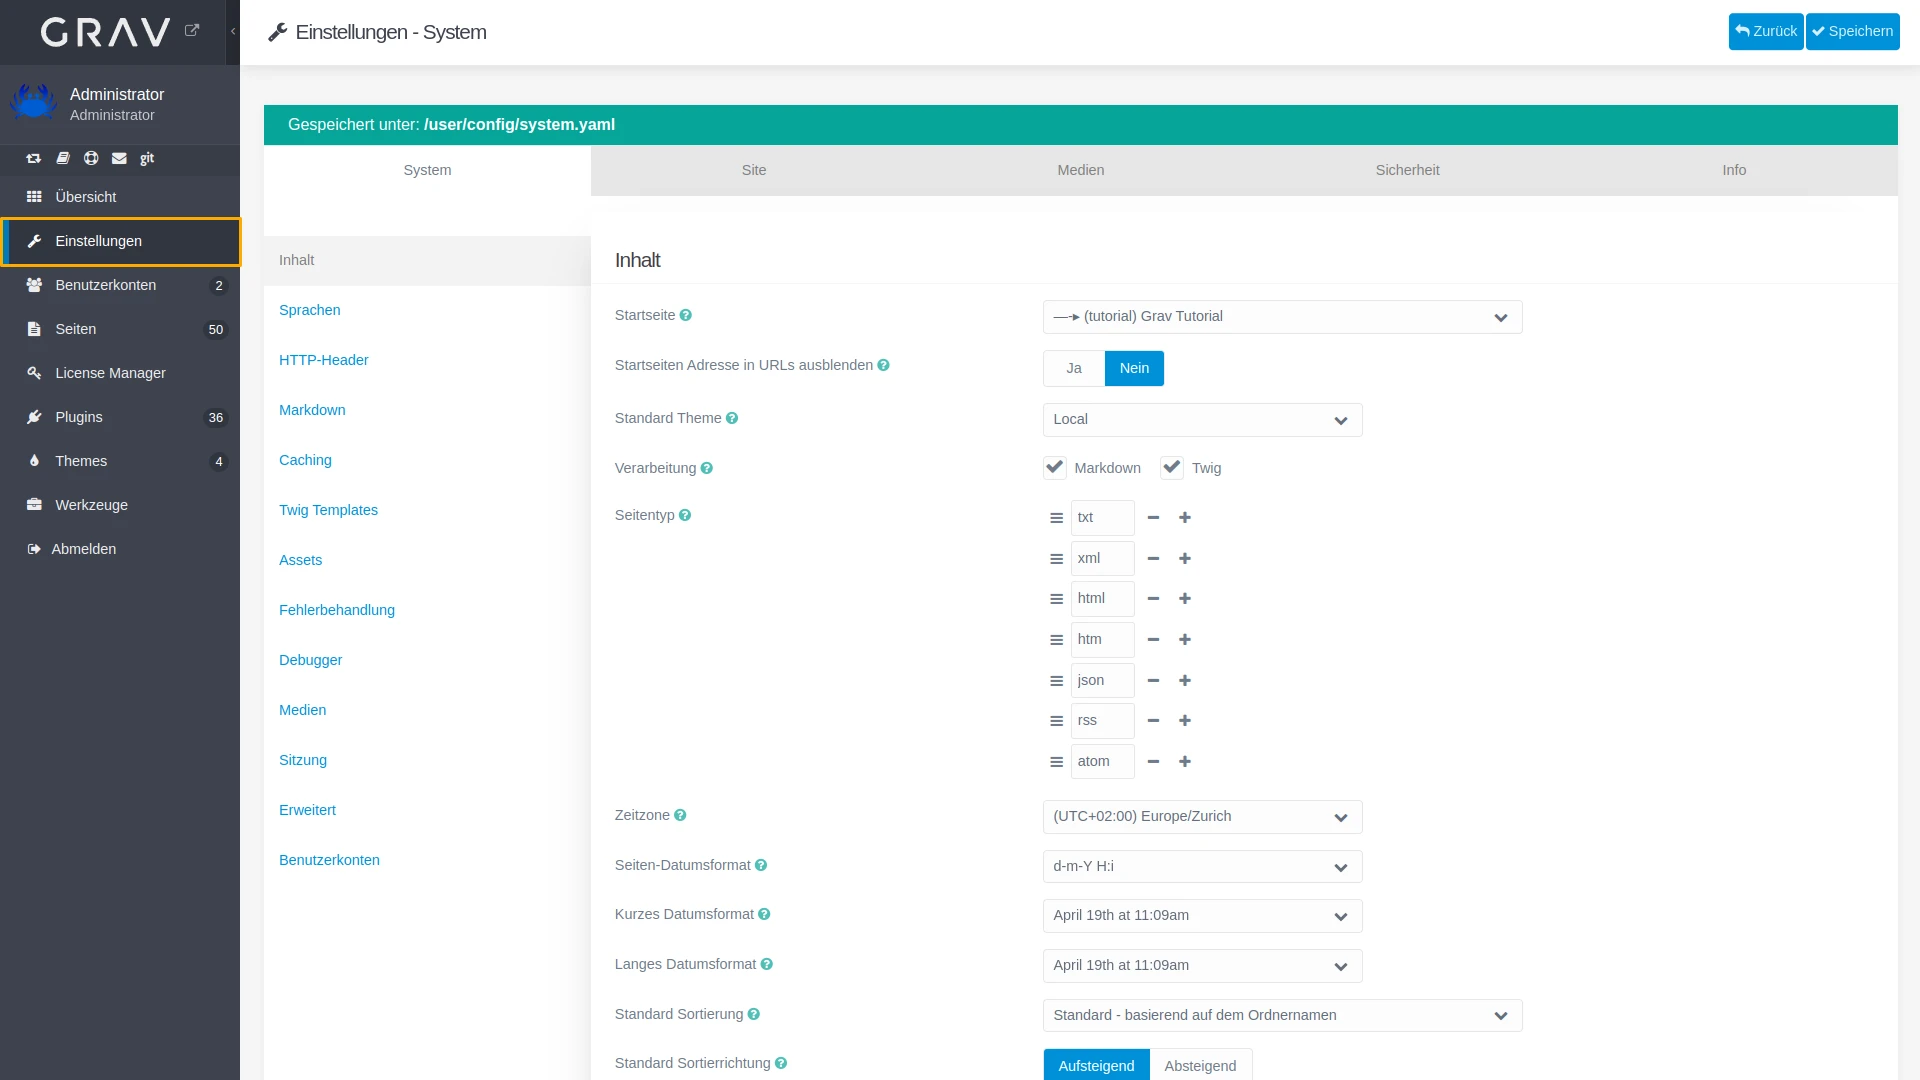 GRAV
Einstellungen - System
Zurück
Speichern
Administrator
Administrator
git
Übersicht
Einstellungen
Benutzerkonten 2
Seiten 50
License Manager
Plugins 36
Themes 4
Werkzeuge
Abmelden
Gespeichert unter: /user/config/system.yaml
System Site Medien Sicherheit Info
Inhalt
Sprachen
HTTP-Header
Markdown
Caching
Twig Templates
Assets
Fehlerbehandlung
Debugger
Medien
Sitzung
Erweitert
Benutzerkonten
Inhalt
Startseite ? —-▸ (tutorial) Grav Tutorial
Startseiten Adresse in URLs ausblenden ? Ja Nein
Standard Theme ? Local
Verarbeitung ? Markdown Twig
Seitentyp ? txt
xml
html
htm
json
rss
atom
Zeitzone ? (UTC+02:00) Europe/Zurich
Seiten-Datumsformat ? d-m-Y H:i
Kurzes Datumsformat ? April 19th at 11:09am
Langes Datumsformat ? April 19th at 11:09am
Standard Sortierung ? Standard - basierend auf dem Ordnernamen
Standard Sortierrichtung ? Aufsteigend Absteigend